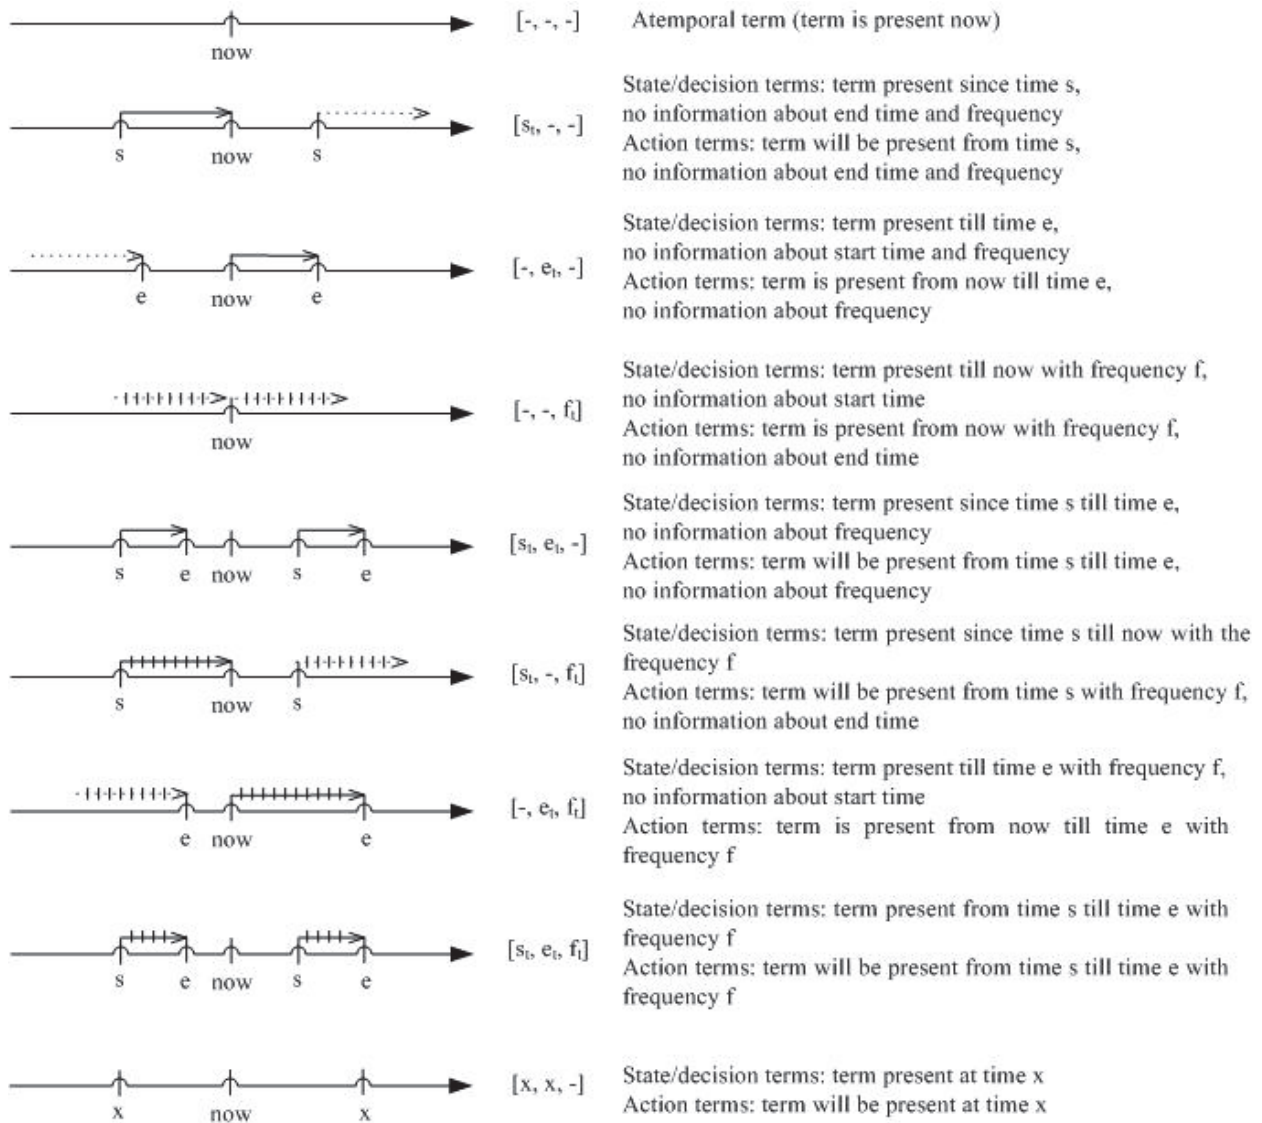 [-, -, -] Atemporal term (term is present now)
now
State/decision terms: term present since time s,
no information about end time and frequency
[sₜ, -, -]
Action terms: term will be present from time s,
s now s
no information about end time and frequency
State/decision terms: term present till time e,
no information about start time and frequency
[-, eₜ, -]
Action terms: term is present from now till time e,
e now e
no information about frequency
State/decision terms: term present till now with frequency f,
no information about start time
[-, -, fₜ]
Action terms: term is present from now with frequency f,
now
no information about end time
State/decision terms: term present since time s till time e,
no information about frequency
[sₜ, eₜ, -]
Action terms: term will be present from time s till time e,
s e now s e
no information about frequency
State/decision terms: term present since time s till now with the
frequency f
[sₜ, -, fₜ]
Action terms: term will be present from time s with frequency f,
s now s
no information about end time
State/decision terms: term present till time e with frequency f,
no information about start time
[-, eₜ, fₜ]
Action terms: term is present from now till time e with
e now e
frequency f
State/decision terms: term present from time s till time e with
frequency f
[sₜ, eₜ, fₜ]
Action terms: term will be present from time s till time e with
s e now s e
frequency f
[x, x, -]
State/decision terms: term present at time x
Action terms: term will be present at time x
x now x